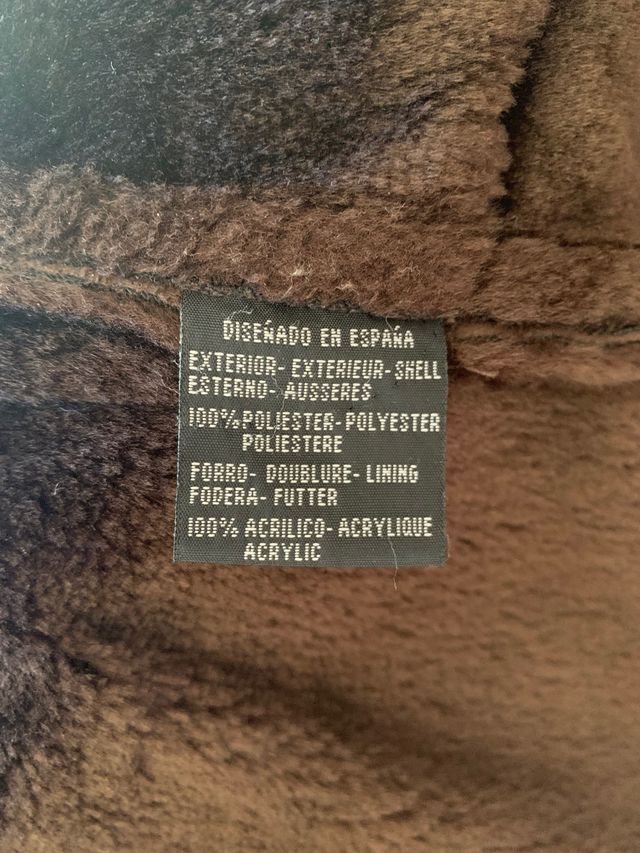 DISEÑADO EN ESPAÑA
EXTERIOR- EXTERIEUR- SHELL
ESTERNO- AUSSERES
100% POLIESTER- POLYESTER
POLIESTERE
FORRO- DOUBLURE- LINING
FODERA- FUTTER
100% ACRILICO- ACRYLIQUE
ACRYLIC